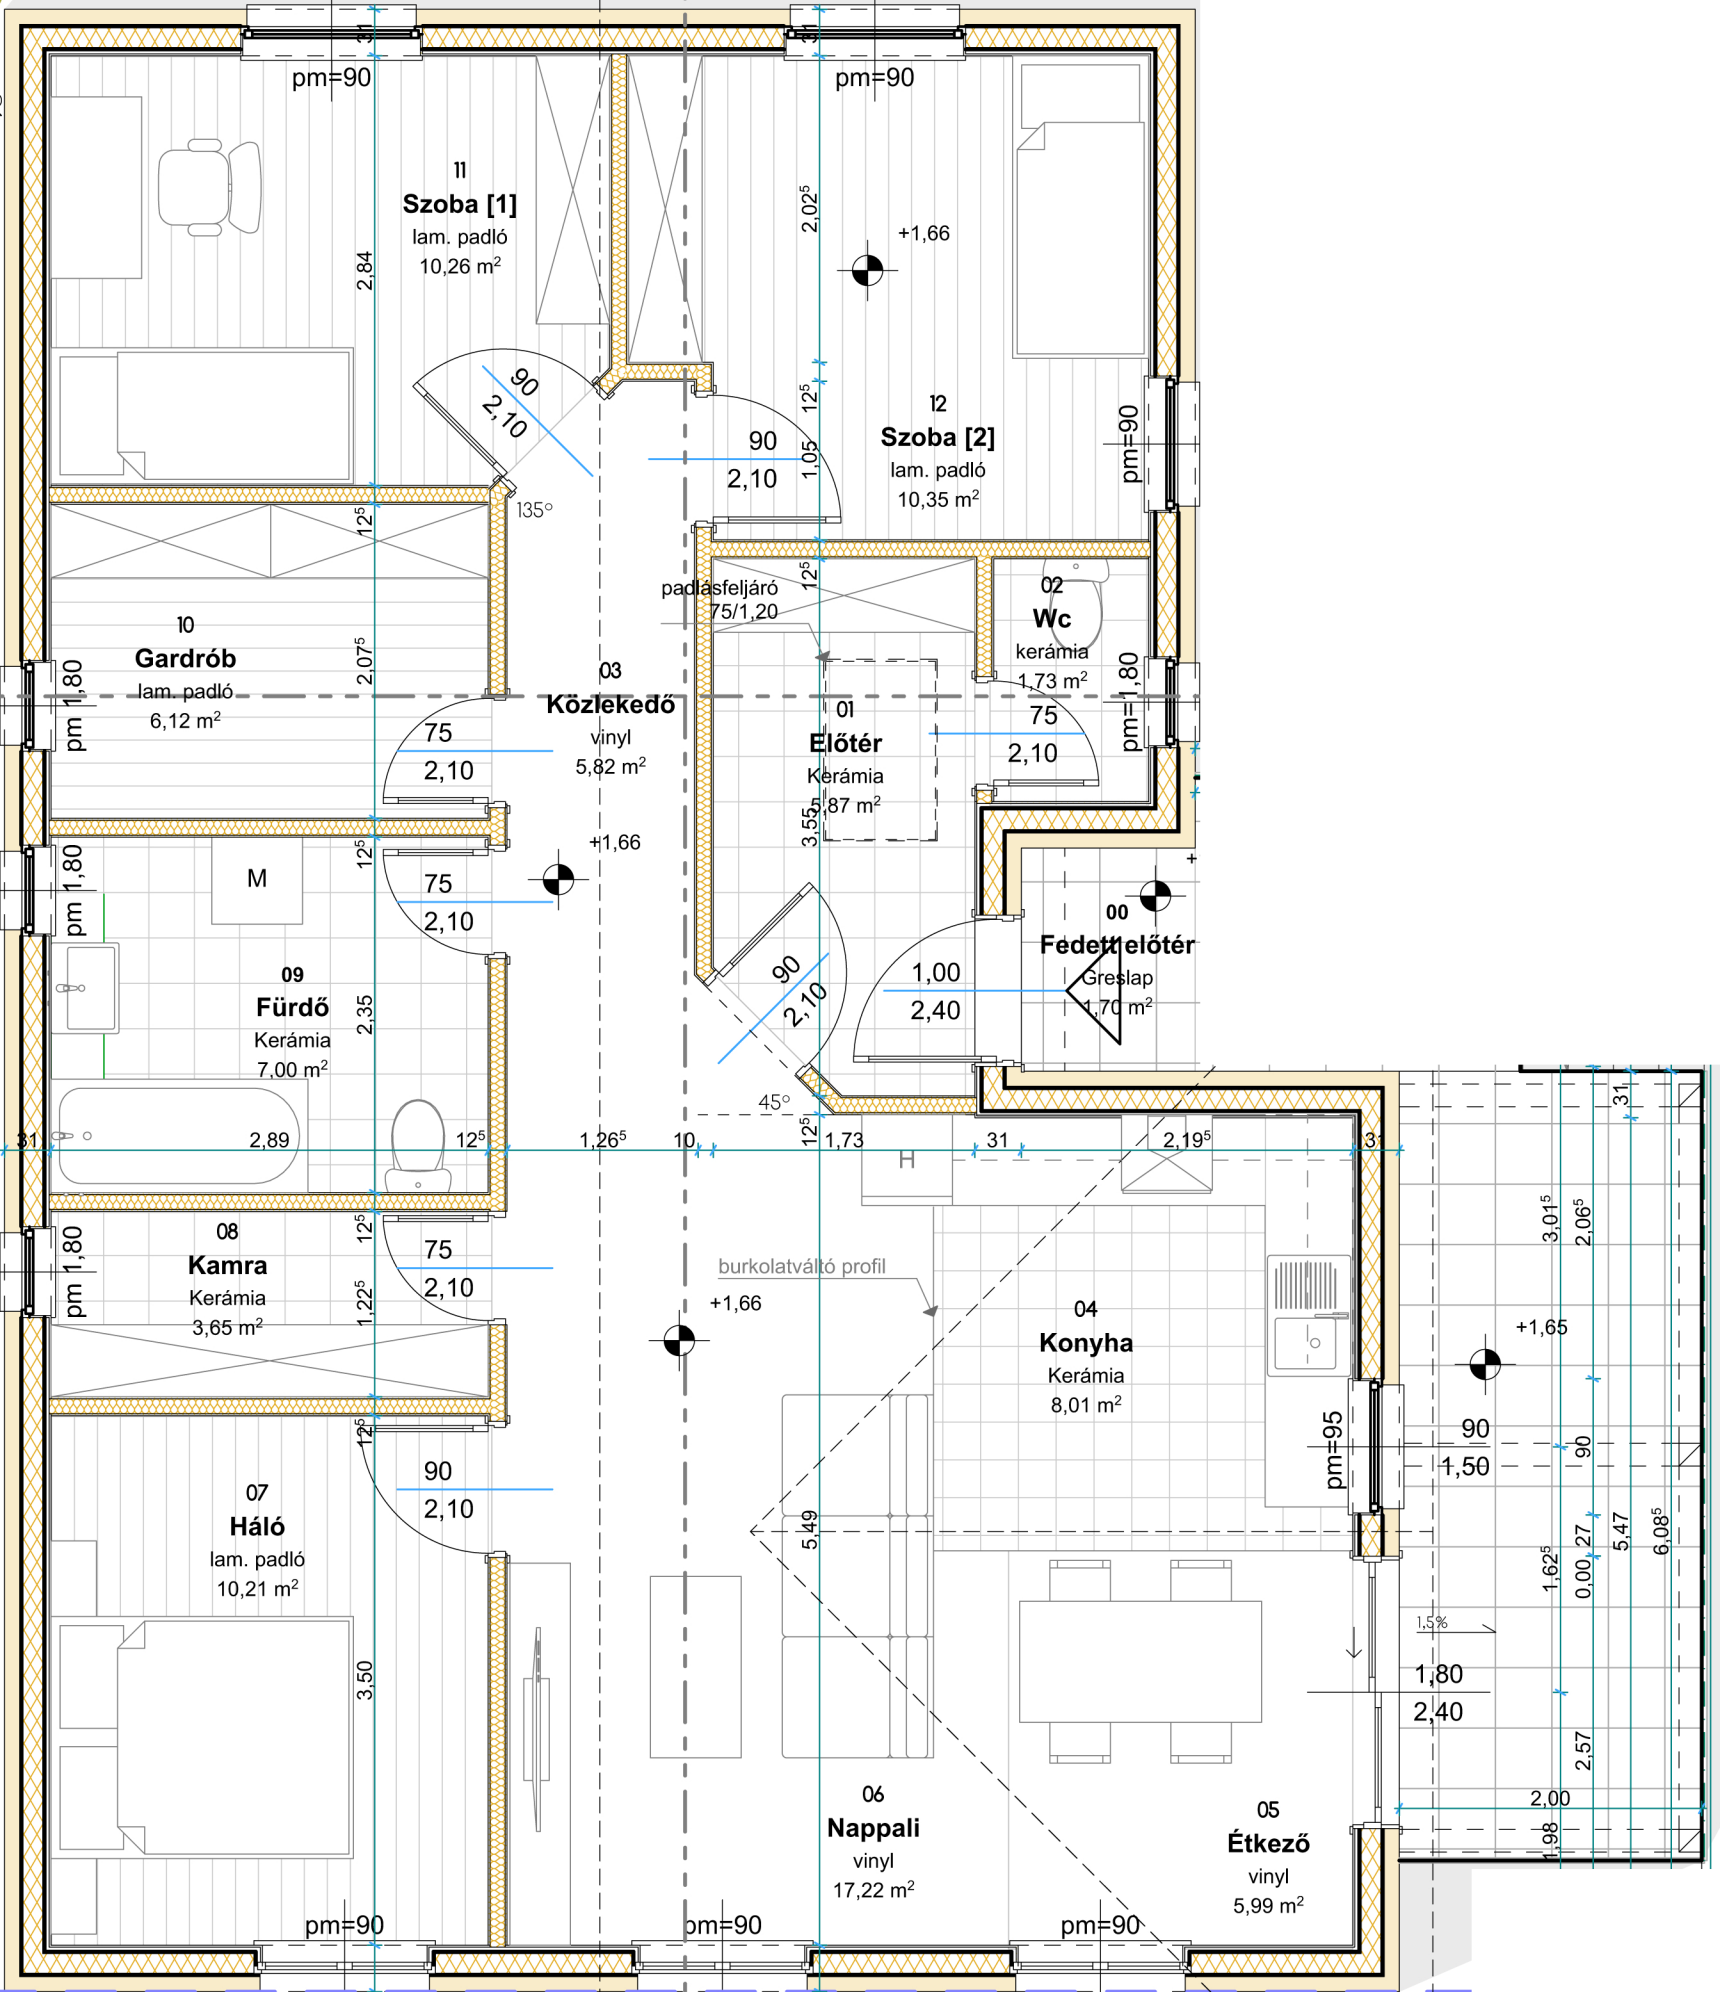 31
31
pm=90
pm=90
11
Szoba [1]
lam. padló
10,26 m²
2,84
2,02⁵
+1,66
90
2,10
12⁵
1,05
90
2,10
12
Szoba [2]
lam. padló
10,35 m²
pm=90
135°
12⁵
12⁵
padlásfeljáró
75/1,20
02
Wc
kerámia
1,73 m²
10
Gardrób
lam. padló
6,12 m²
2,07⁵
pm 1,80
03
Közlekedő
vinyl
5,82 m²
01
Előtér
Kerámia
5,87 m²
3,55
75
2,10
pm=1,80
75
2,10
+1,66
12⁵
pm 1,80
M
75
2,10
00
Fedett előtér
Greslap
1,70 m²
09
Fürdő
Kerámia
7,00 m²
2,35
90
2,10
1,00
2,40
45°
31
31
2,89
12⁵
1,26⁵
10
12⁵
1,73
31
2,19⁵
31
H
08
Kamra
Kerámia
3,65 m²
12⁵
1,22⁵
pm 1,80
75
2,10
burkolatváltó profil
+1,66
04
Konyha
Kerámia
8,01 m²
3,01⁵
2,06⁵
+1,65
pm=95
90
1,50
90
12⁵
90
2,10
07
Háló
lam. padló
10,21 m²
5,49
27
0,00
1,62⁵
5,47
6,08⁵
1,5%
1,80
2,40
3,50
2,57
2,00
1,98
06
Nappali
vinyl
17,22 m²
05
Étkező
vinyl
5,99 m²
pm=90
pm=90
pm=90